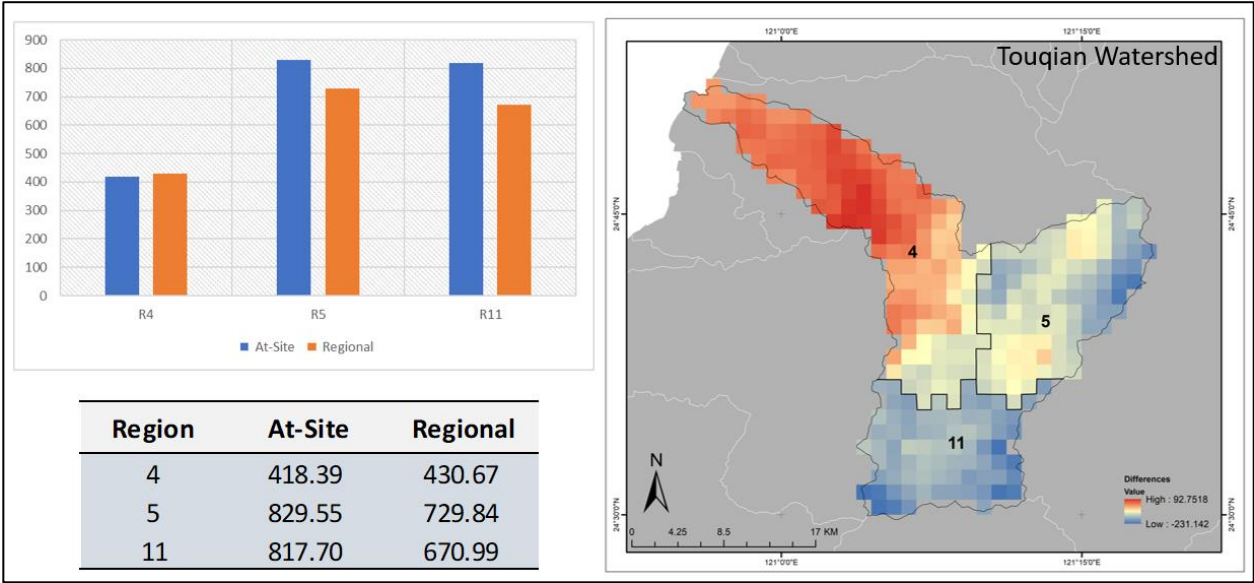 900
800
700
600
500
400
300
200
100
0
R4 R5 R11
At-Site Regional
Region At-Site Regional
4 418.39 430.67
5 829.55 729.84
11 817.70 670.99
121°0'0"E 121°15'0"E
Touqian Watershed
24°45'0"N 24°45'0"N
4
5
11
N
0 4.25 8.5 17 KM
Differences
Value
High : 92.7518
Low : -231.142
24°30'0"N 24°30'0"N
121°0'0"E 121°15'0"E